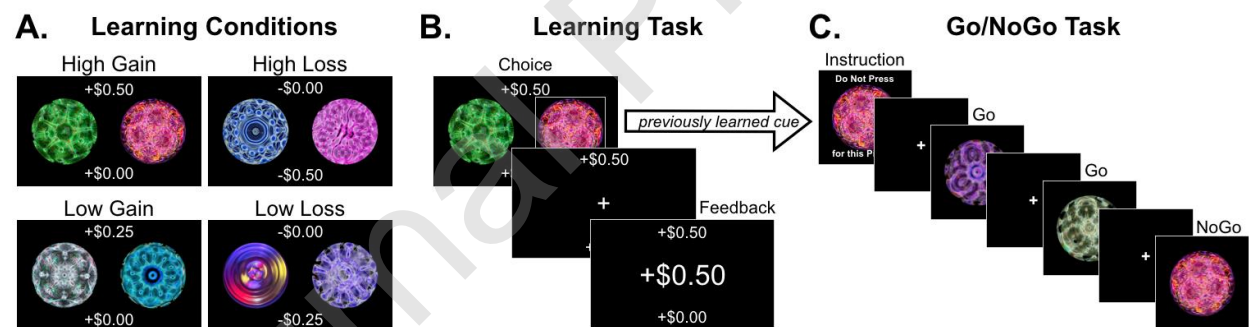 A. Learning Conditions
High Gain
+$0.50
+$0.00
High Loss
-$0.00
-$0.50
Low Gain
+$0.25
+$0.00
Low Loss
-$0.00
-$0.25
B. Learning Task
Choice
+$0.50
previously learned cue
+$0.50
+
Feedback
+$0.50
+$0.50
+$0.00
C. Go/NoGo Task
Instruction
Do Not Press
for this
+
Go
+
Go
+
NoGo